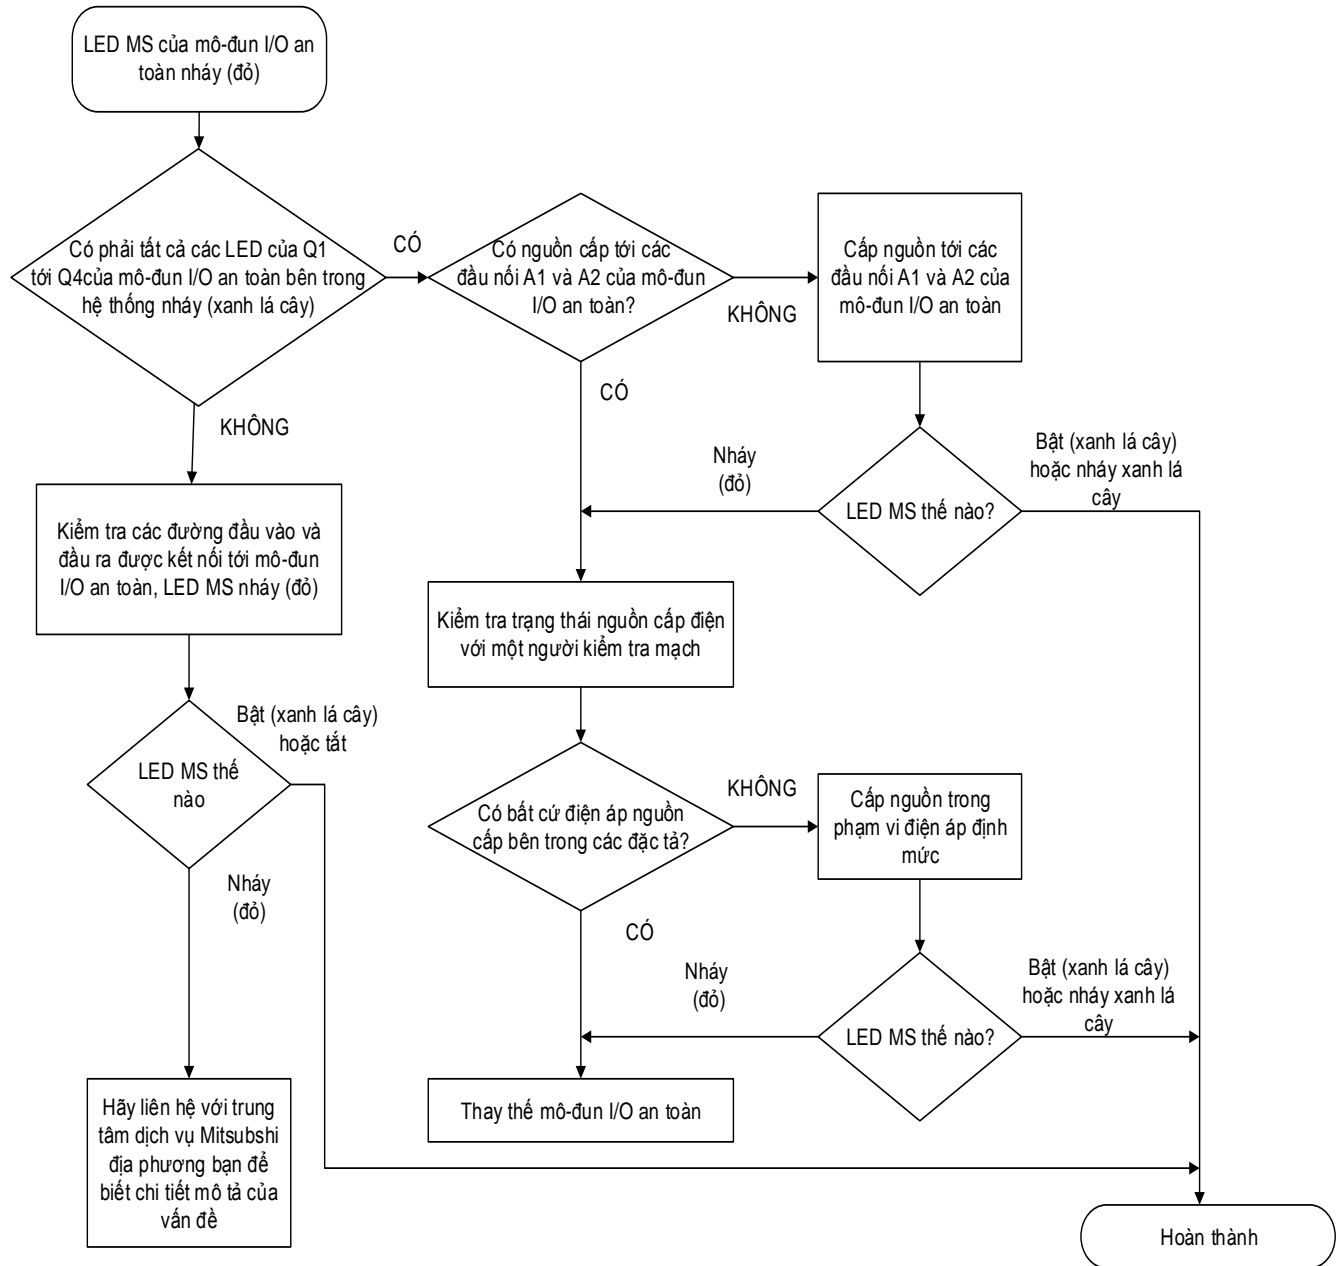 LED MS của mô-đun I/O an
toàn nháy (đỏ)
Có phải tất cả các LED của Q1
tới Q4của mô-đun I/O an toàn bên trong
hệ thống nháy (xanh lá cây)
CÓ
Có nguồn cấp tới các
đầu nối A1 và A2 của mô-đun
I/O an toàn?
KHÔNG
Cấp nguồn tới các
đầu nối A1 và A2 của
mô-đun I/O an toàn
CÓ
KHÔNG
Nháy
(đỏ)
LED MS thế nào?
Bật (xanh lá cây)
hoặc nháy xanh lá
cây
Kiểm tra các đường đầu vào và
đầu ra được kết nối tới mô-đun
I/O an toàn, LED MS nháy (đỏ)
Kiểm tra trạng thái nguồn cấp điện
với một người kiểm tra mạch
LED MS thế
nào
Bật (xanh lá cây)
hoặc tắt
Có bất cứ điện áp nguồn
cấp bên trong các đặc tả?
KHÔNG
Cấp nguồn trong
phạm vi điện áp định
mức
Nháy
(đỏ)
CÓ
Nháy
(đỏ)
LED MS thế nào?
Bật (xanh lá cây)
hoặc nháy xanh lá
cây
Hãy liên hệ với trung
tâm dịch vụ Mitsubshi
địa phương bạn để
biết chi tiết mô tả của
vấn đề
Thay thế mô-đun I/O an toàn
Hoàn thành